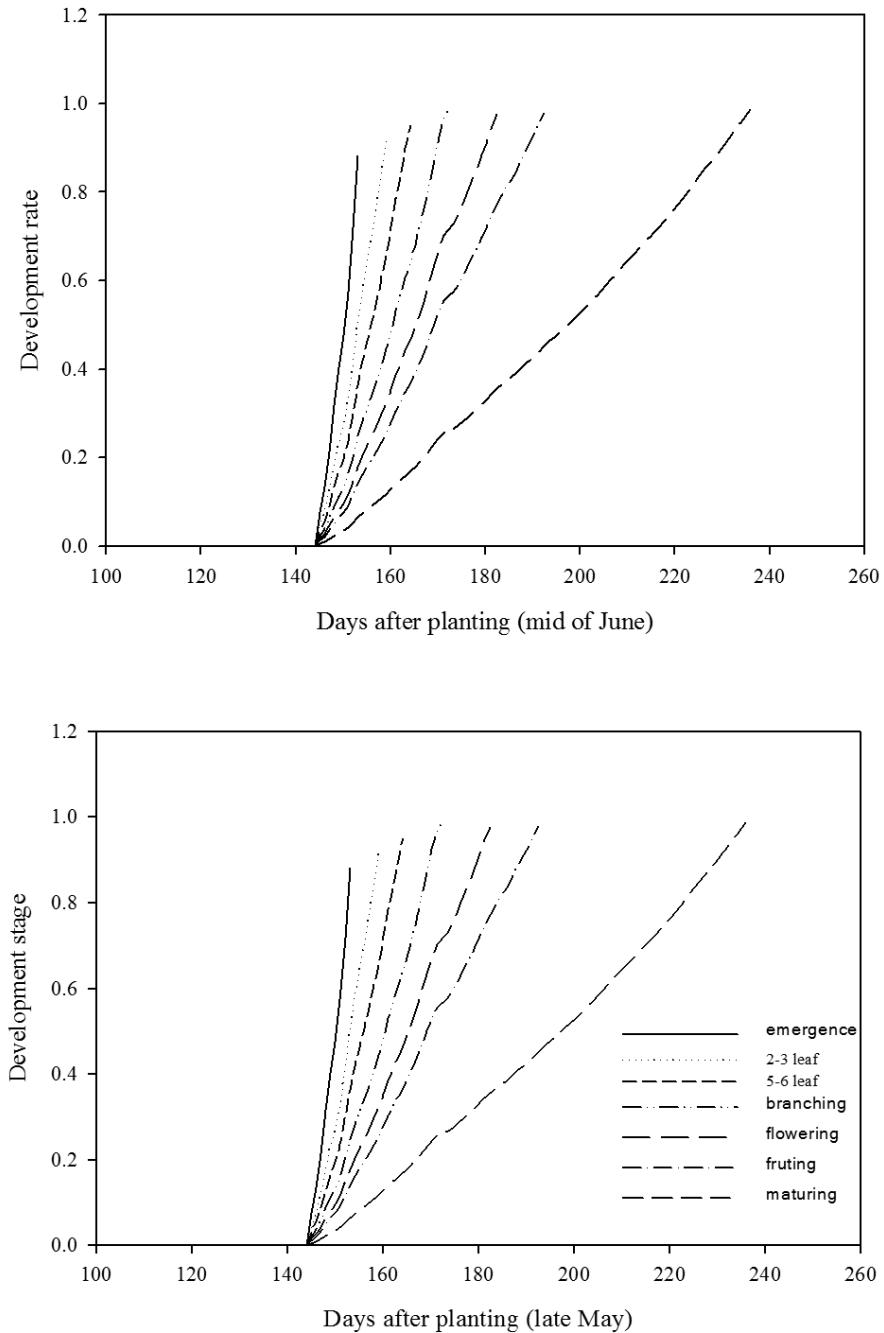 1.2
1.0
0.8
0.6
0.4
0.2
0.0
Development rate
100 120 140 160 180 200 220 240 260
Days after planting (mid of June)
1.2
1.0
0.8
0.6
0.4
0.2
0.0
Development stage
emergence
2-3 leaf
5-6 leaf
branching
flowering
fruting
maturing
100 120 140 160 180 200 220 240 260
Days after planting (late May)